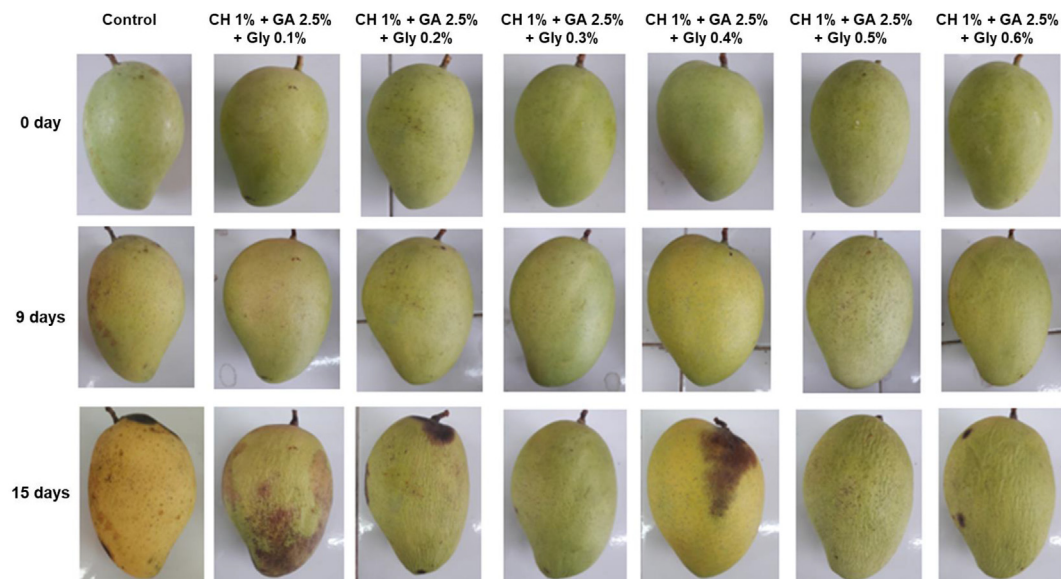 Control
CH 1% + GA 2.5%
+ Gly 0.1%
CH 1% + GA 2.5%
+ Gly 0.2%
CH 1% + GA 2.5%
+ Gly 0.3%
CH 1% + GA 2.5%
+ Gly 0.4%
CH 1% + GA 2.5%
+ Gly 0.5%
CH 1% + GA 2.5%
+ Gly 0.6%
0 day
9 days
15 days